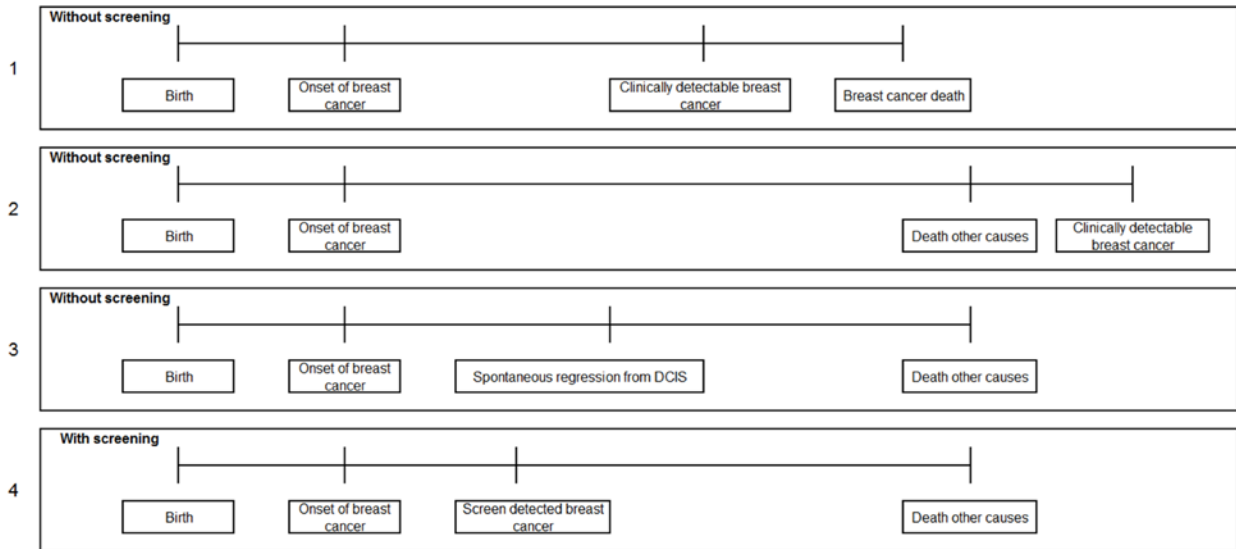 Without screening
1
Birth
Onset of breast
cancer
Clinically detectable breast
cancer
Breast cancer death
Without screening
2
Birth
Onset of breast
cancer
Death other causes
Clinically detectable
breast cancer
Without screening
3
Birth
Onset of breast
cancer
Spontaneous regression from DCIS
Death other causes
With screening
4
Birth
Onset of breast
cancer
Screen detected breast
cancer
Death other causes